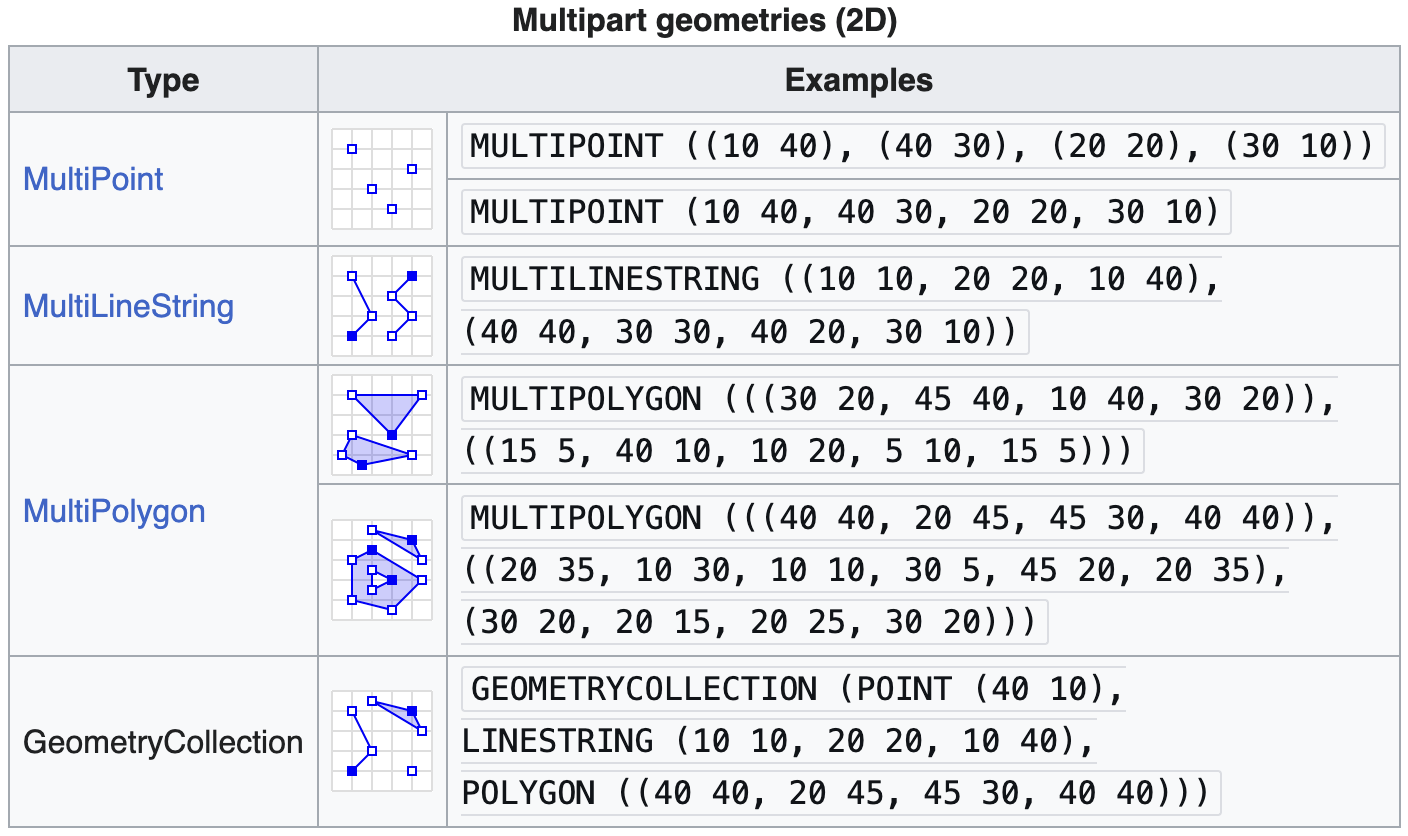 Multipart geometries (2D)
Type Examples
MultiPoint
MULTIPOINT ((10 40), (40 30), (20 20), (30 10))
MULTIPOINT (10 40, 40 30, 20 20, 30 10)
MultiLineString
MULTILINESTRING ((10 10, 20 20, 10 40),
(40 40, 30 30, 40 20, 30 10))
MultiPolygon
MULTIPOLYGON (((30 20, 45 40, 10 40, 30 20)),
((15 5, 40 10, 10 20, 5 10, 15 5)))
MULTIPOLYGON (((40 40, 20 45, 45 30, 40 40)),
((20 35, 10 30, 10 10, 30 5, 45 20, 20 35),
(30 20, 20 15, 20 25, 30 20)))
GeometryCollection
GEOMETRYCOLLECTION (POINT (40 10),
LINESTRING (10 10, 20 20, 10 40),
POLYGON ((40 40, 20 45, 45 30, 40 40)))